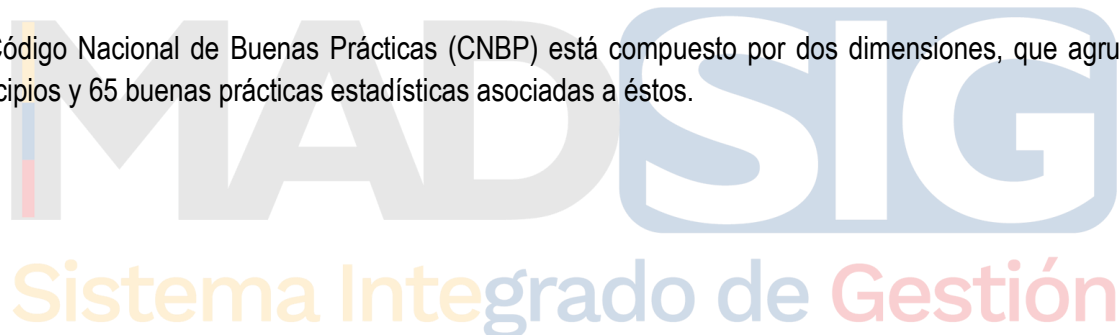 ódigo Nacional de Buenas Prácticas (CNBP) está compuesto por dos dimensiones, que agru
cipios y 65 buenas prácticas estadísticas asociadas a éstos.
MADSIG
Sistema Integrado de Gestión